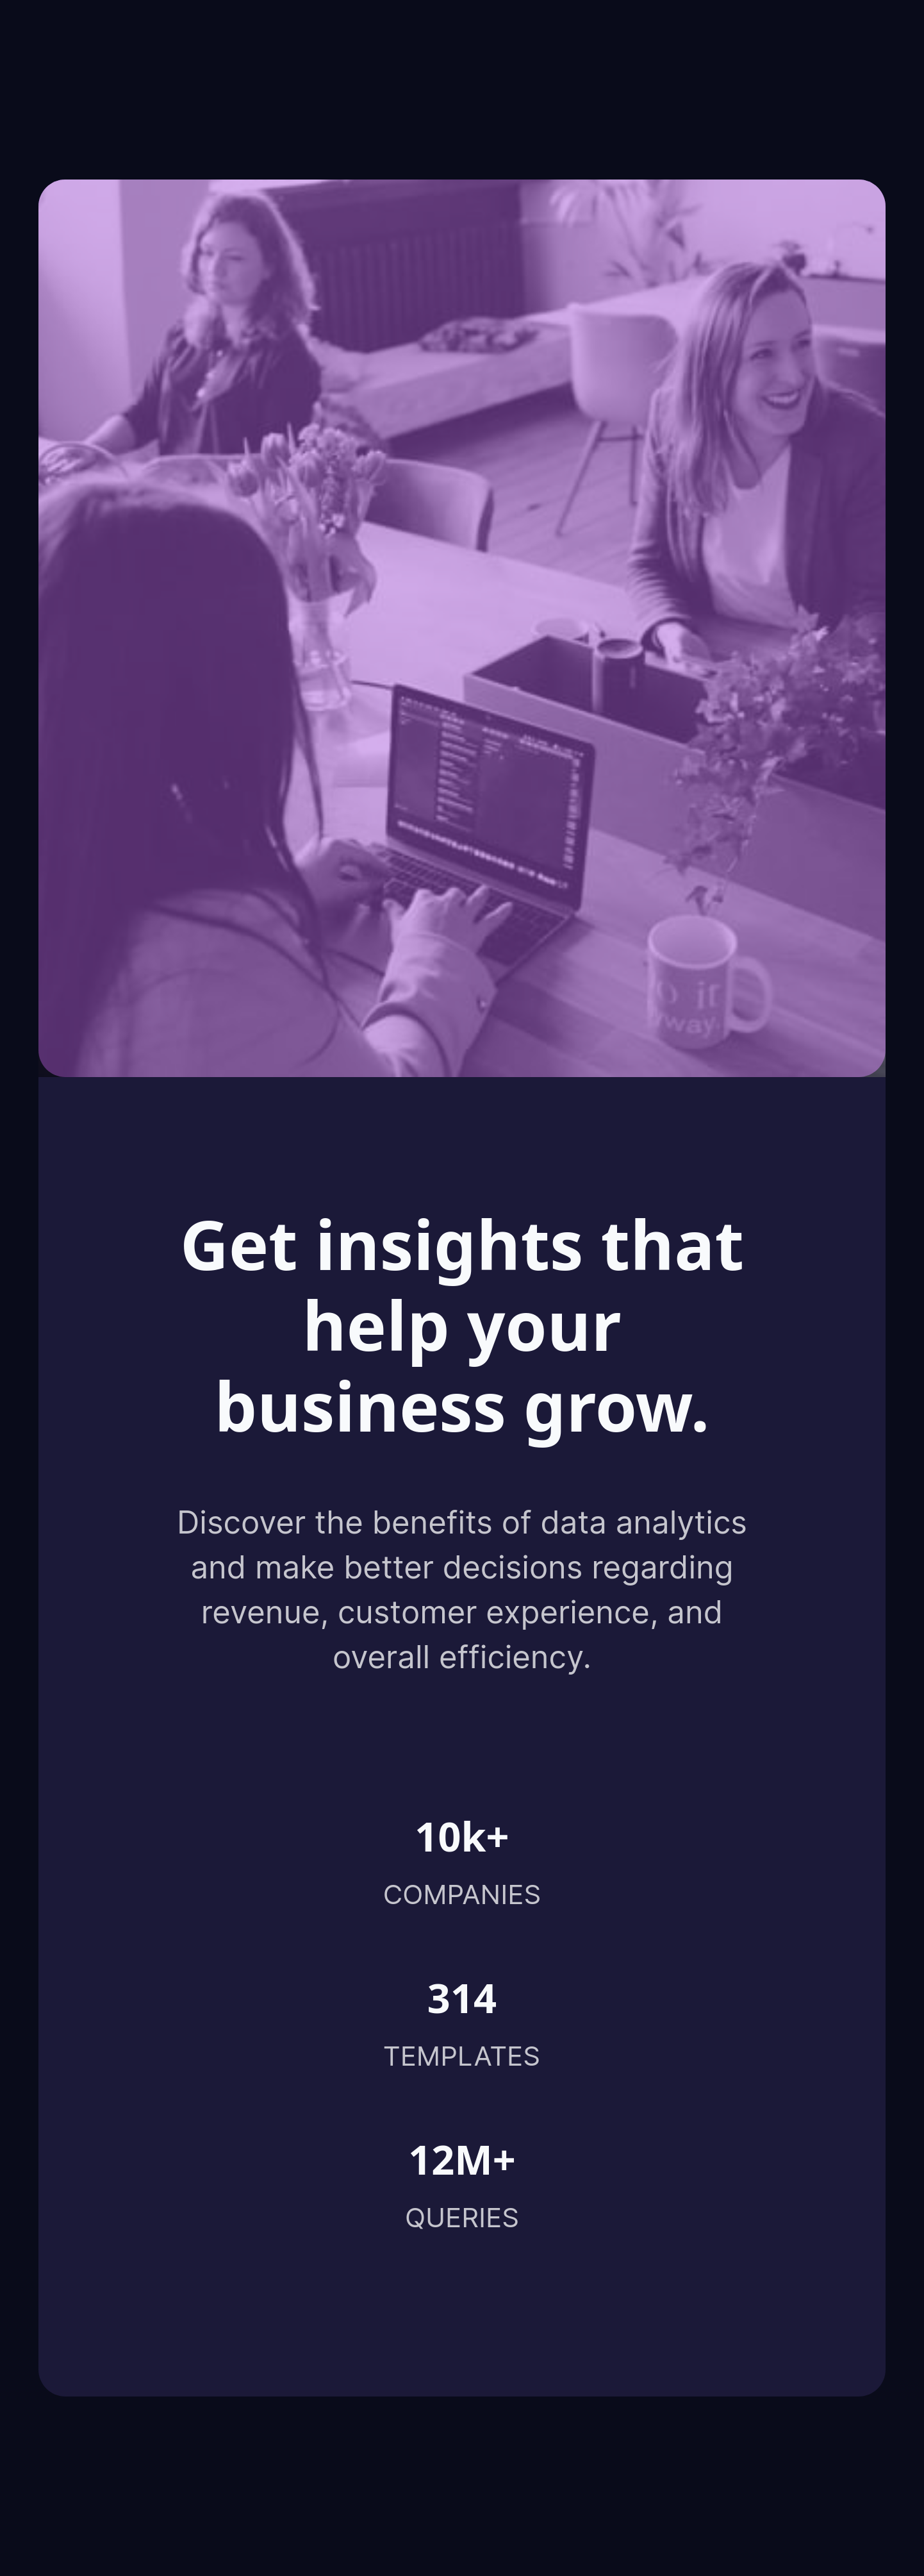 Get insights that
help your
business grow.
Discover the benefits of data analytics
and make better decisions regarding
revenue, customer experience, and
overall efficiency.
10k+
COMPANIES
314
TEMPLATES
12M+
QUERIES